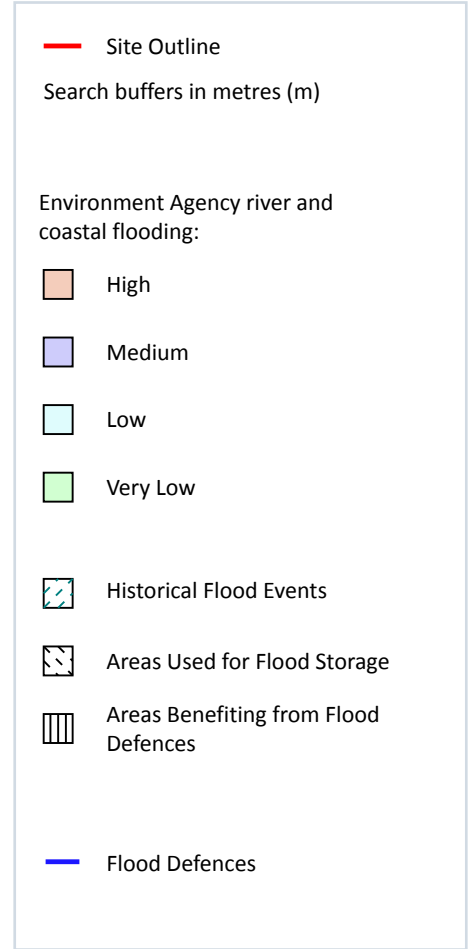 Site Outline
Search buffers in metres (m)
Environment Agency river and
coastal flooding:
High
Medium
Low
Very Low
Historical Flood Events
Areas Used for Flood Storage
Areas Benefiting from Flood
Defences
Flood Defences